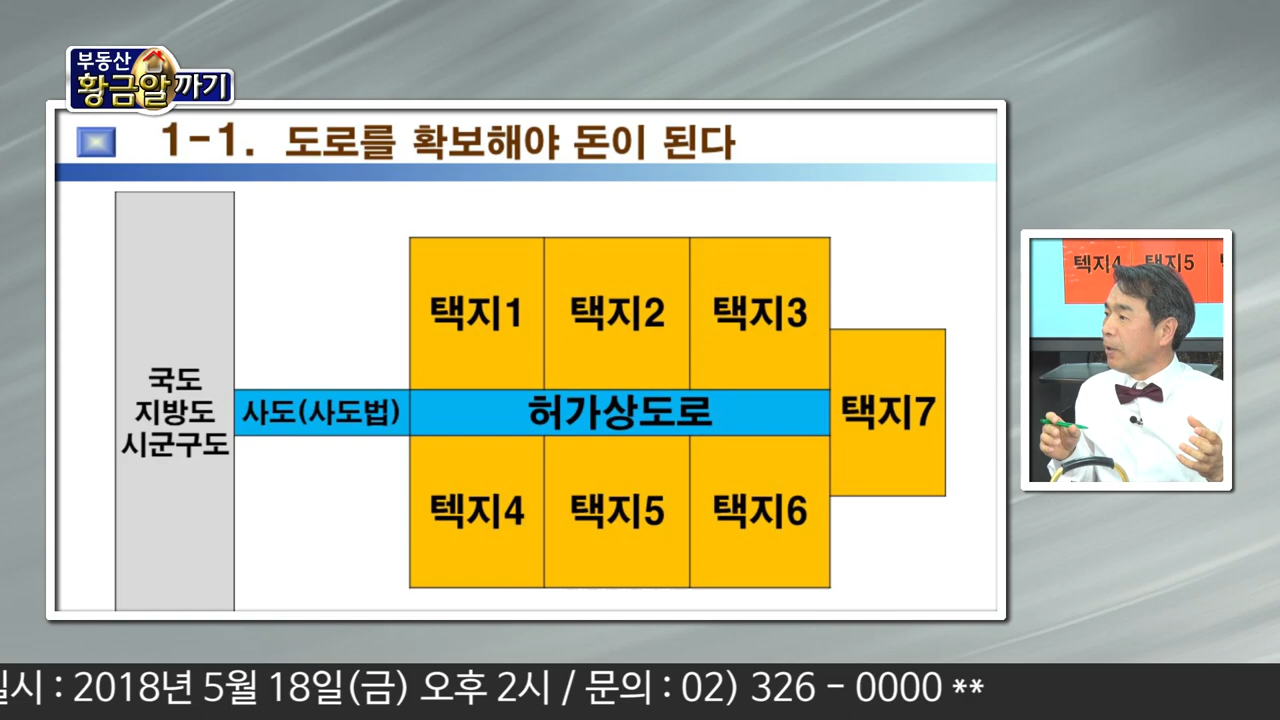 부동산
황금알까기
1-1. 도로를 확보해야 돈이 된다
택지1 택지2 택지3
국도
지방도
시군구도
사도(사도법) 허가상도로 택지7
텍지4 택지5 택지6
텍지4 택지5
일시 : 2018년 5월 18일(금) 오후 2시 / 문의 : 02) 326 - 0000 **